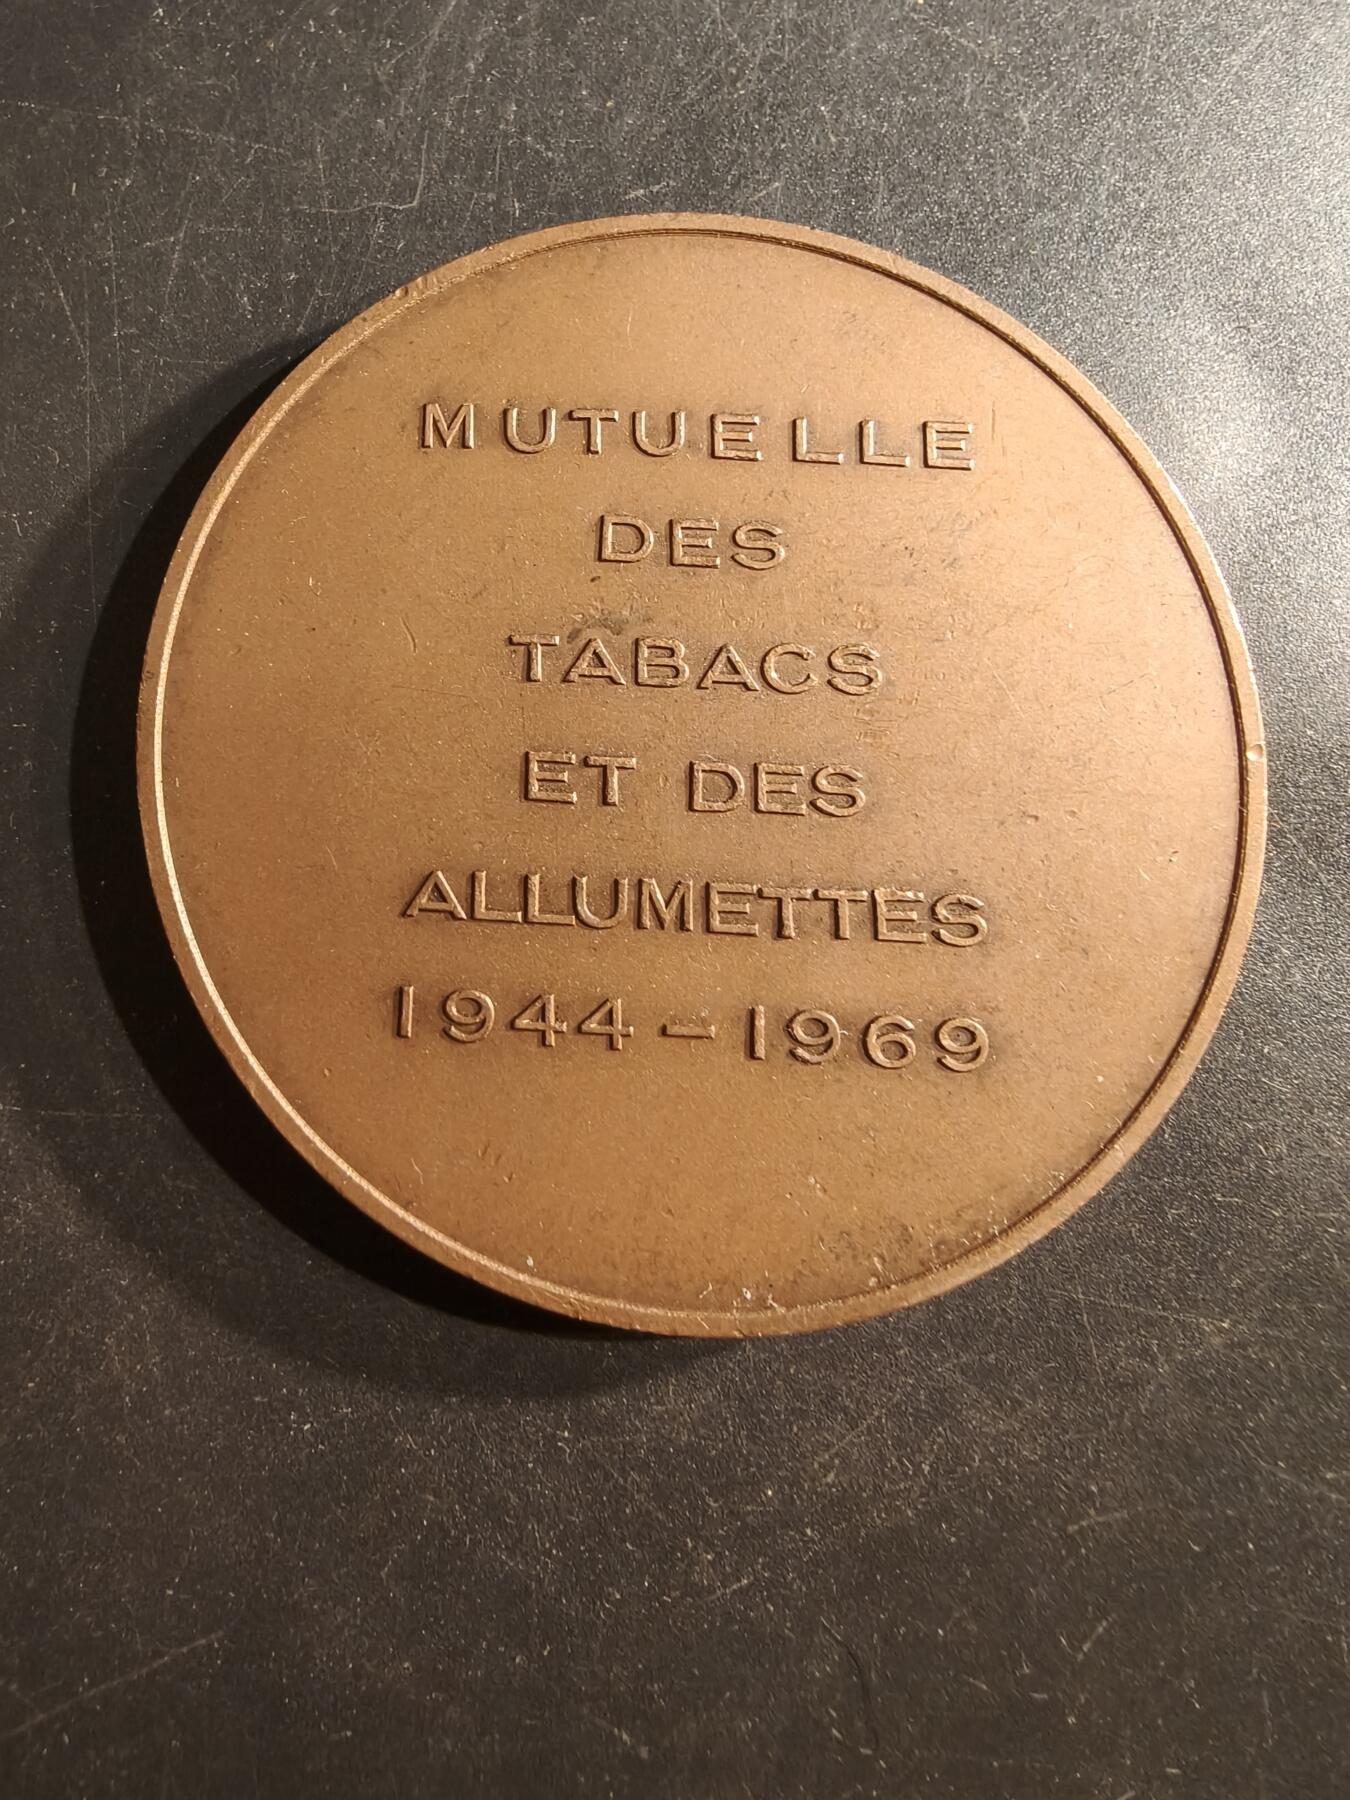 MUTUELLE
DES
TABACS
ET DES
ALLUMETTES
1944-1969